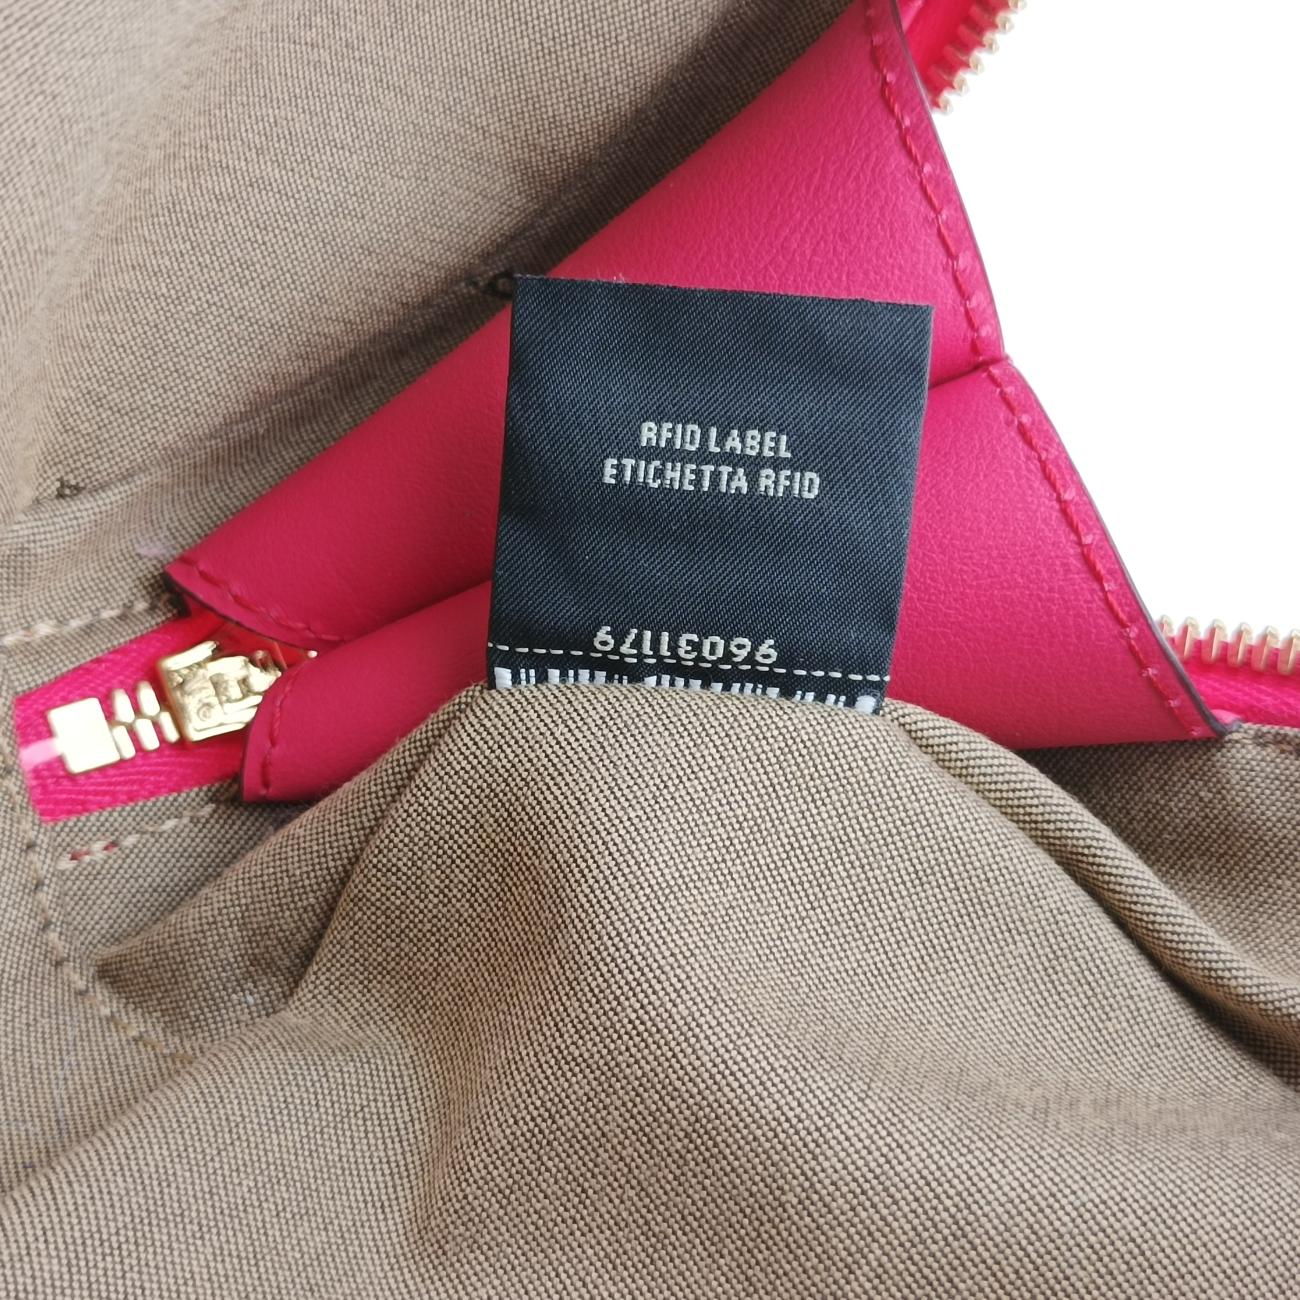 RFID LABEL
ETICHETTA RFID
96031179